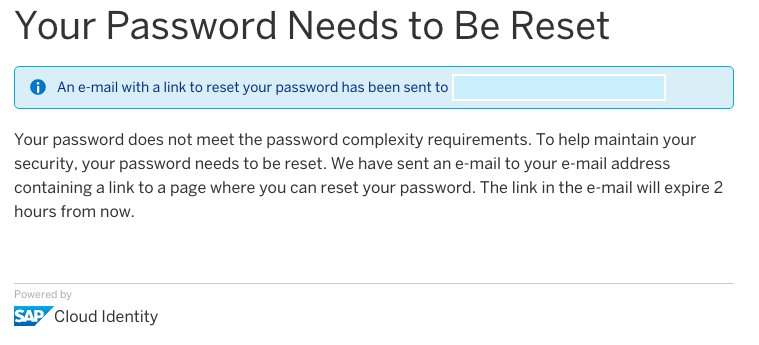 Your Password Needs to Be Reset
An e-mail with a link to reset your password has been sent to
Your password does not meet the password complexity requirements. To help maintain your
security, your password needs to be reset. We have sent an e-mail to your e-mail address
containing a link to a page where you can reset your password. The link in the e-mail will expire 2
hours from now.
Powered by
SAP Cloud Identity